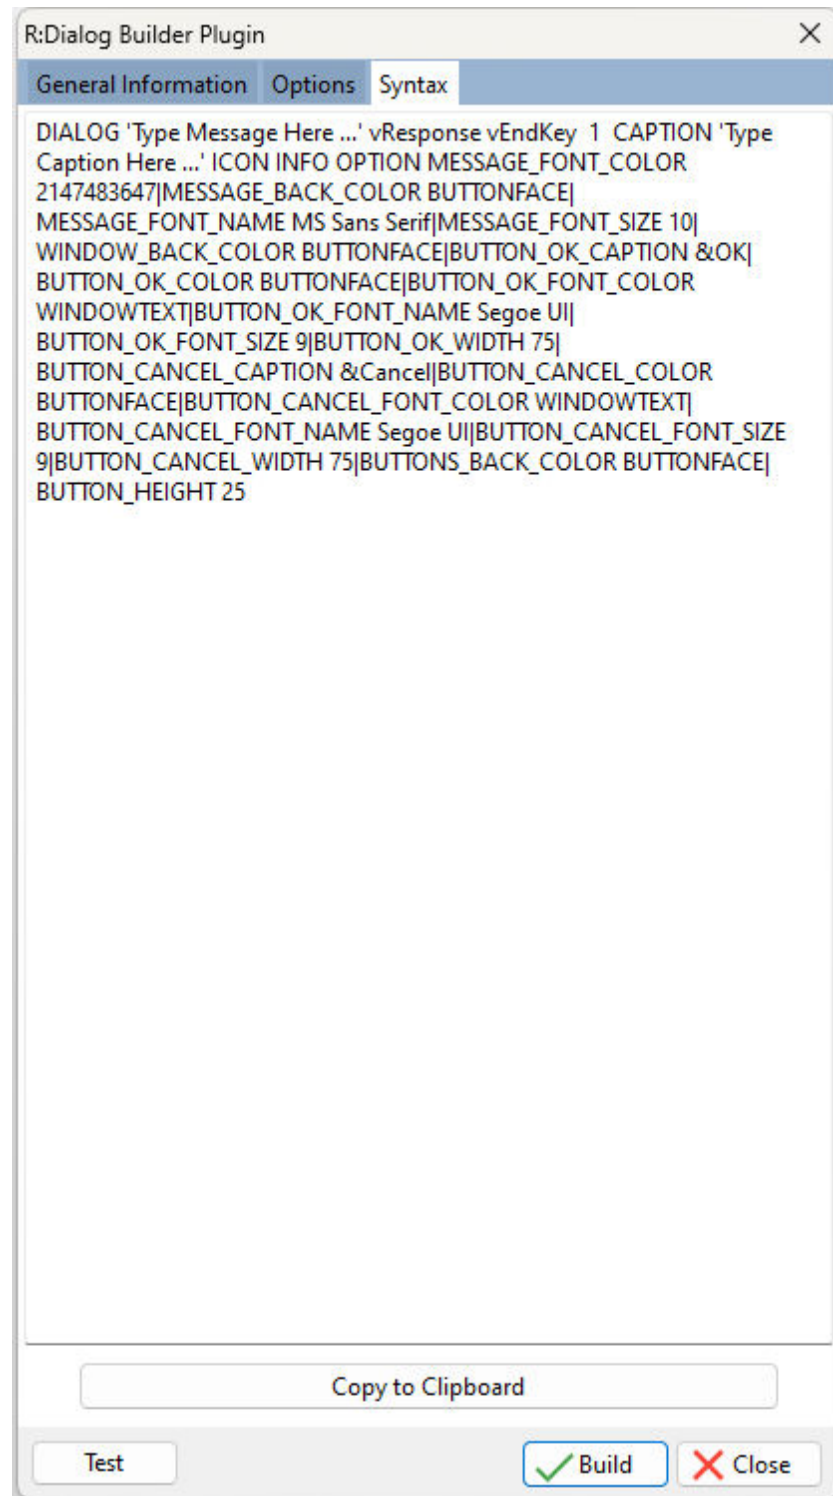 R:Dialog Builder Plugin
General Information Options Syntax
DIALOG 'Type Message Here ...' vResponse vEndKey  1  CAPTION 'Type
Caption Here ...' ICON INFO OPTION MESSAGE_FONT_COLOR
2147483647|MESSAGE_BACK_COLOR BUTTONFACE|
MESSAGE_FONT_NAME MS Sans Serif|MESSAGE_FONT_SIZE 10|
WINDOW_BACK_COLOR BUTTONFACE|BUTTON_OK_CAPTION &OK|
BUTTON_OK_COLOR BUTTONFACE|BUTTON_OK_FONT_COLOR
WINDOWTEXT|BUTTON_OK_FONT_NAME Segoe UI|
BUTTON_OK_FONT_SIZE 9|BUTTON_OK_WIDTH 75|
BUTTON_CANCEL_CAPTION &Cancel|BUTTON_CANCEL_COLOR
BUTTONFACE|BUTTON_CANCEL_FONT_COLOR WINDOWTEXT|
BUTTON_CANCEL_FONT_NAME Segoe UI|BUTTON_CANCEL_FONT_SIZE
9|BUTTON_CANCEL_WIDTH 75|BUTTONS_BACK_COLOR BUTTONFACE|
BUTTON_HEIGHT 25
Copy to Clipboard
Test Build Close